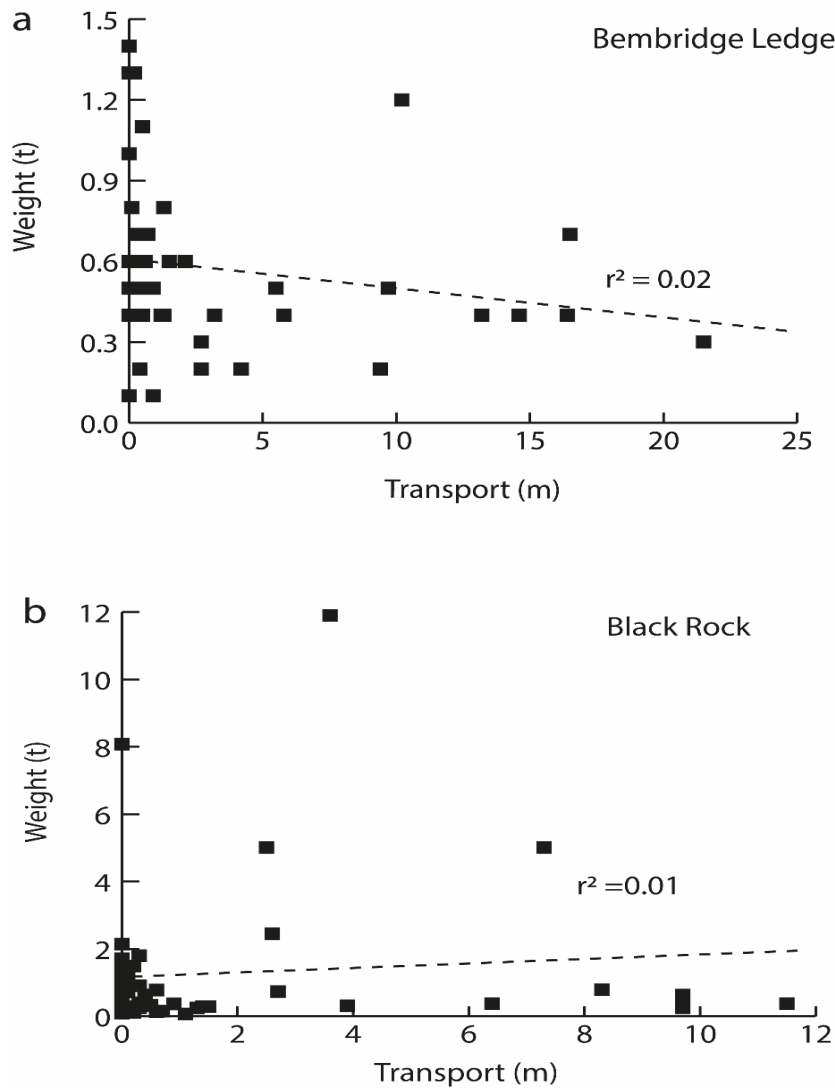 a
Bembridge Ledge
1.5
1.2
0.9
0.6
0.3
0.0
Weight (t)
r² = 0.02
0 5 10 15 20 25
Transport (m)
b
Black Rock
12
10
8
6
4
2
0
Weight (t)
r² =0.01
0 2 4 6 8 10 12
Transport (m)